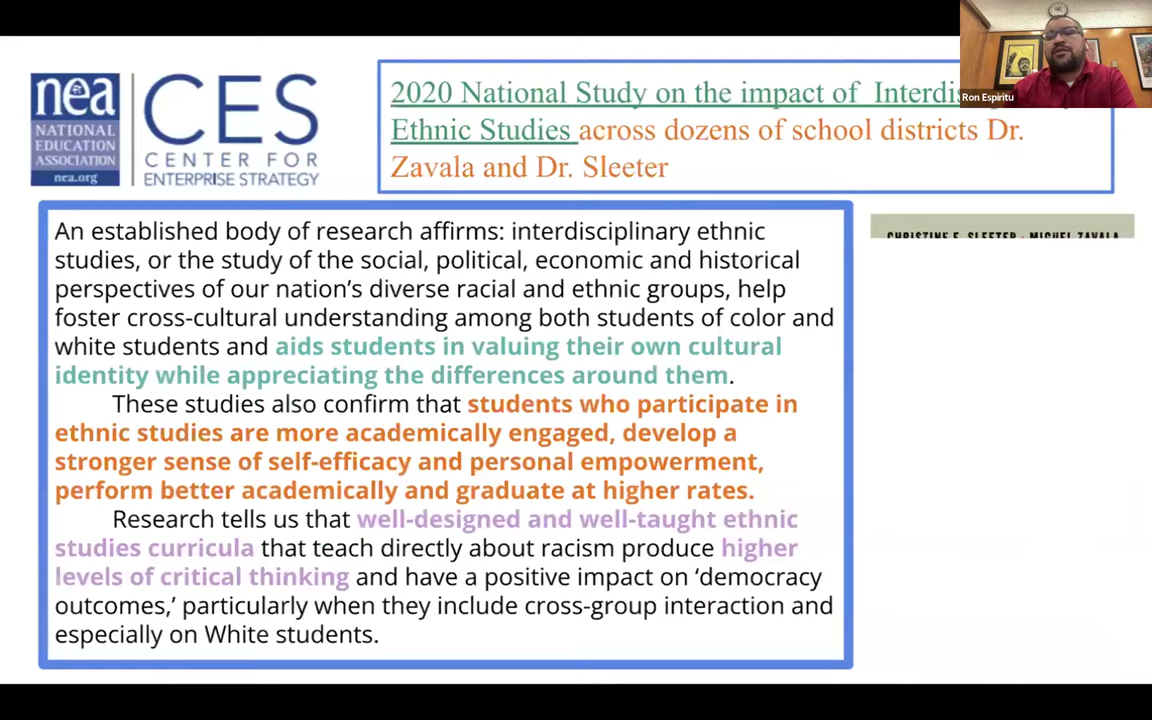 nea
NATIONAL
EDUCATION
ASSOCIATION
nea.org
CES
CENTER FOR
ENTERPRISE STRATEGY
2020 National Study on the impact of
Ethnic Studies across dozens of school districts Dr.
Zavala and Dr. Sleeter
Ron Espiritu
An established body of research affirms: interdisciplinary ethnic
studies, or the study of the social, political, economic and historical
perspectives of our nation’s diverse racial and ethnic groups, help
foster cross-cultural understanding among both students of color and
white students and aids students in valuing their own cultural
identity while appreciating the differences around them.
These studies also confirm that students who participate in
ethnic studies are more academically engaged, develop a
stronger sense of self-efficacy and personal empowerment,
perform better academically and graduate at higher rates.
Research tells us that well-designed and well-taught ethnic
studies curricula that teach directly about racism produce higher
levels of critical thinking and have a positive impact on ‘democracy
outcomes,’ particularly when they include cross-group interaction and
especially on White students.
CHRISTINE E. SLEETER • MIGUEL ZAVALA